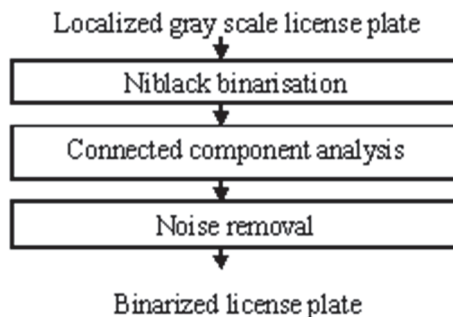 Localized gray scale license plate
Niblack binarisation
Connected component analysis
Noise removal
Binarized license plate